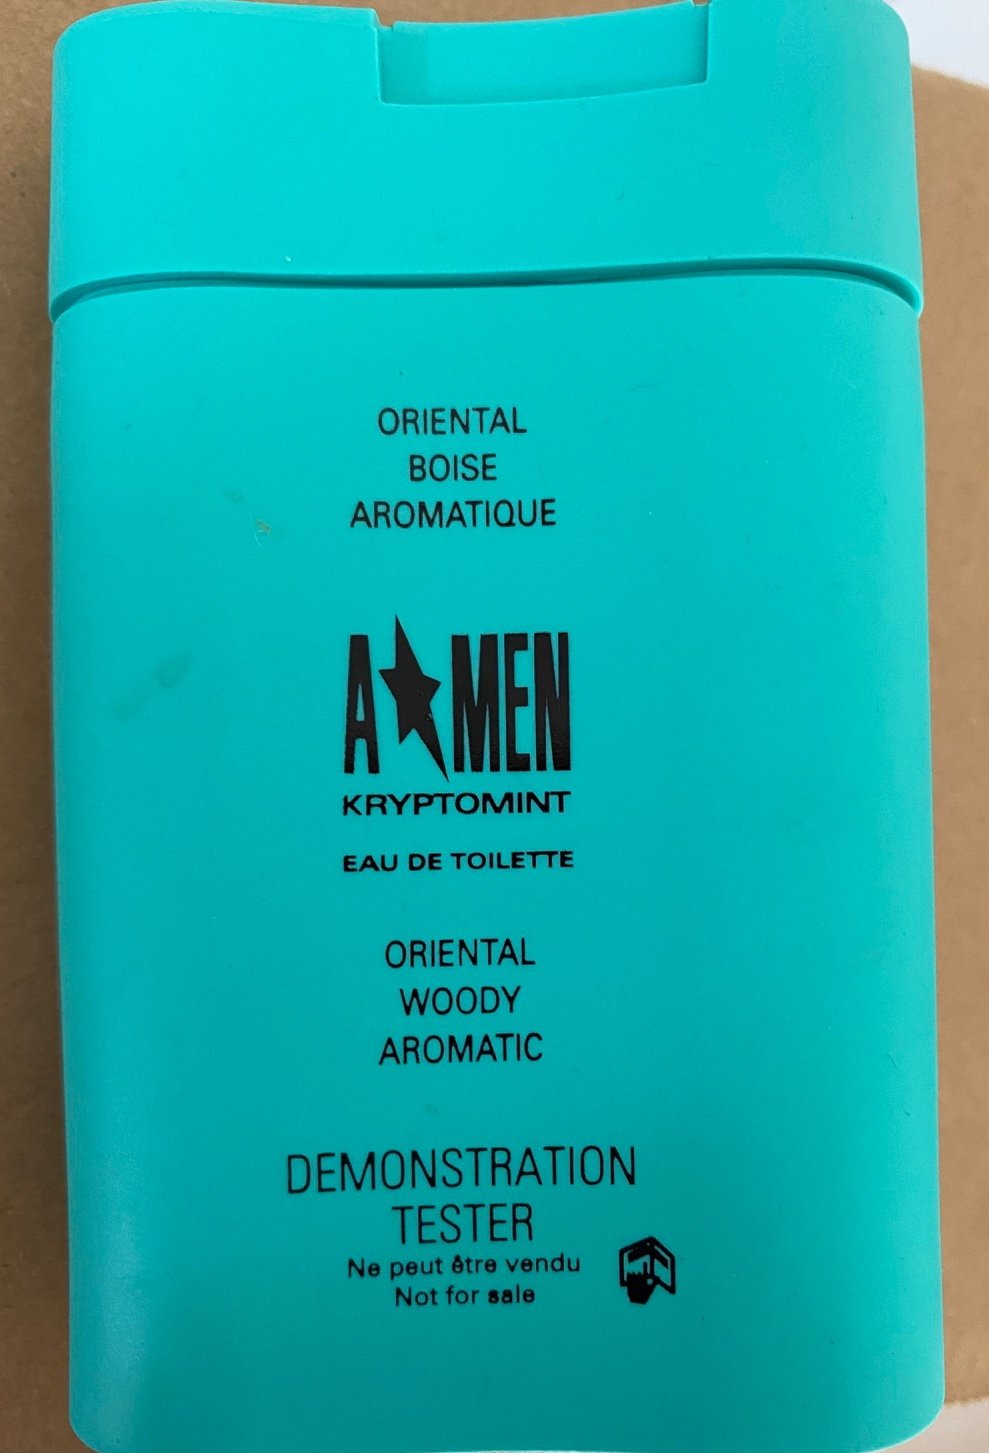 ORIENTAL
BOISE
AROMATIQUE
A★MEN
KRYPTOMINT
EAU DE TOILETTE
ORIENTAL
WOODY
AROMATIC
DEMONSTRATION
TESTER
Ne peut être vendu
Not for sale